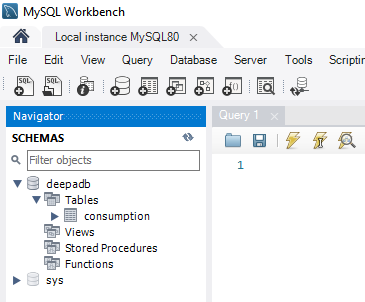 MySQL Workbench
Local instance MySQL80 ×
File Edit View Query Database Server Tools Scripting
SQL SQL
Navigator Query 1 ×
SCHEMAS
Filter objects 1
deepadb
Tables
consumption
Views
Stored Procedures
Functions
sys